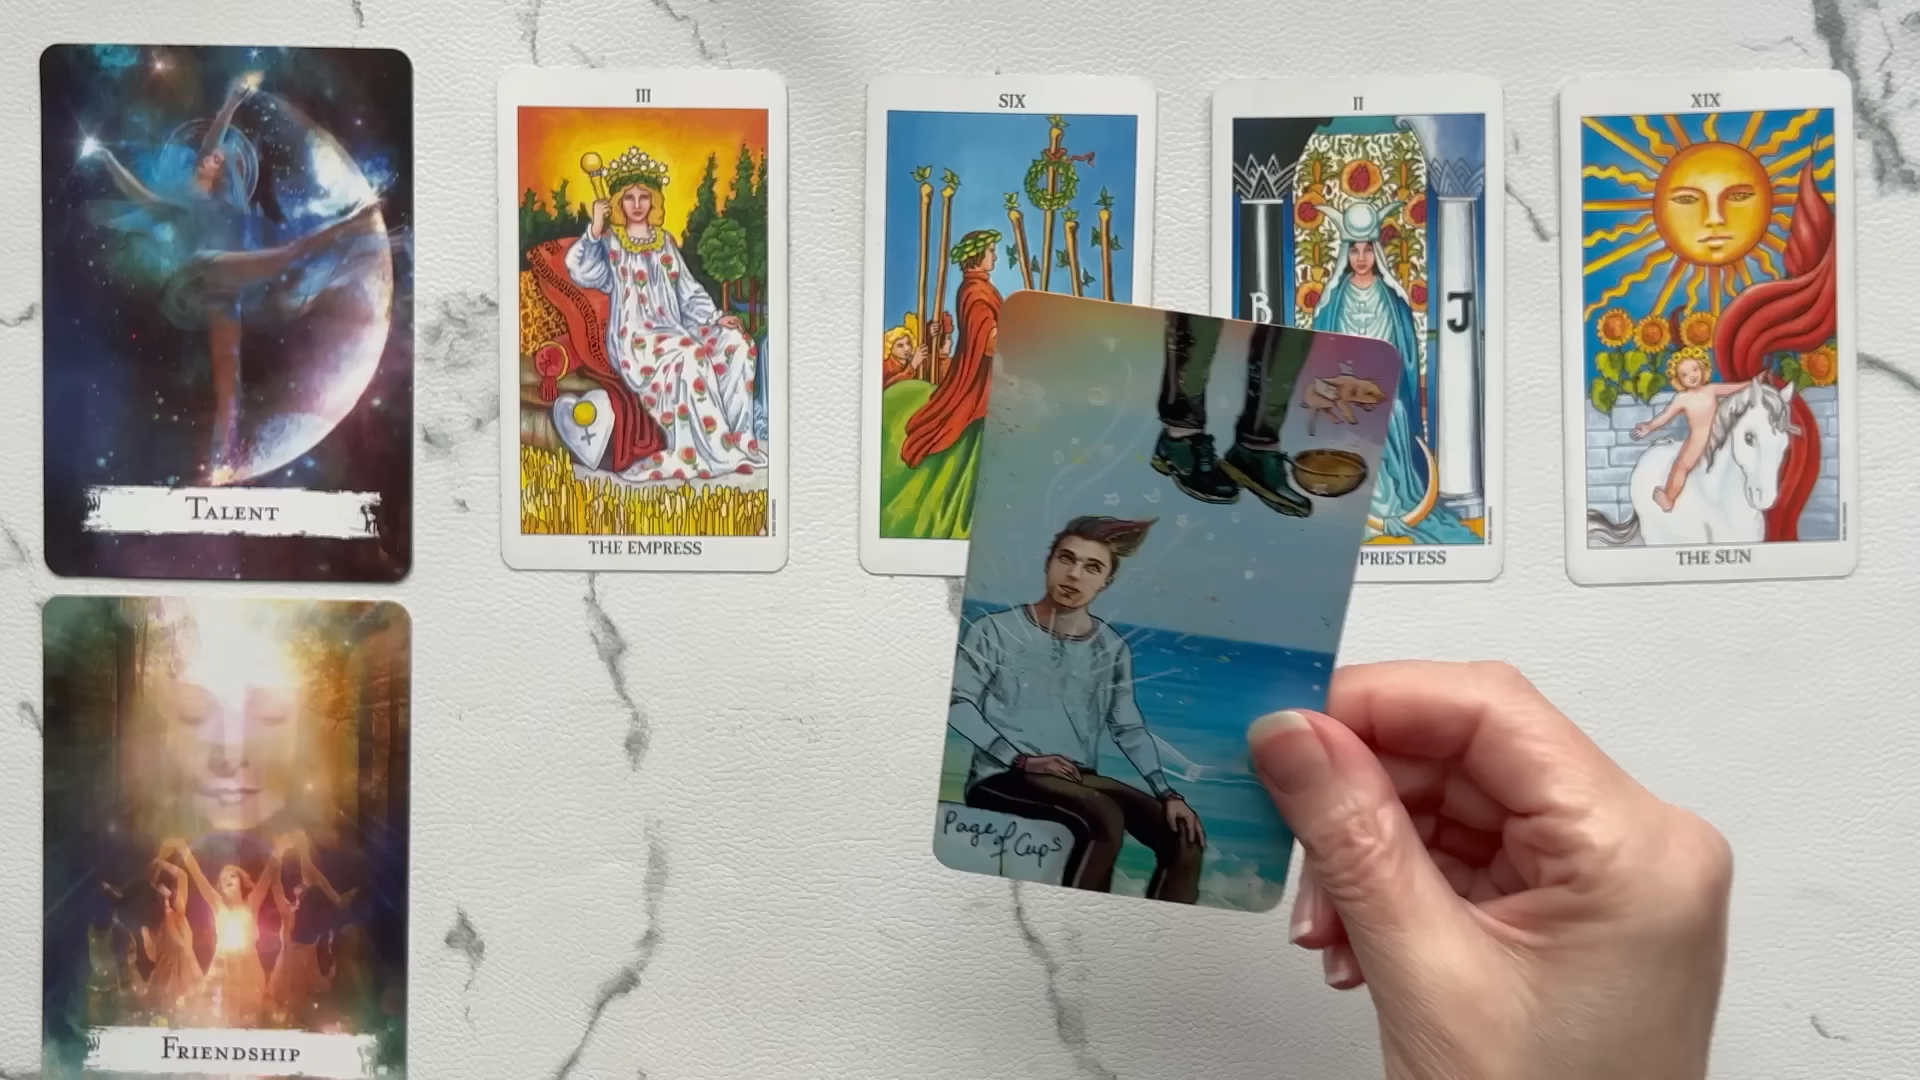 TALENT
III
THE EMPRESS
SIX
II
B
J
PRIESTESS
XIX
THE SUN
Page of Cups
FRIENDSHIP